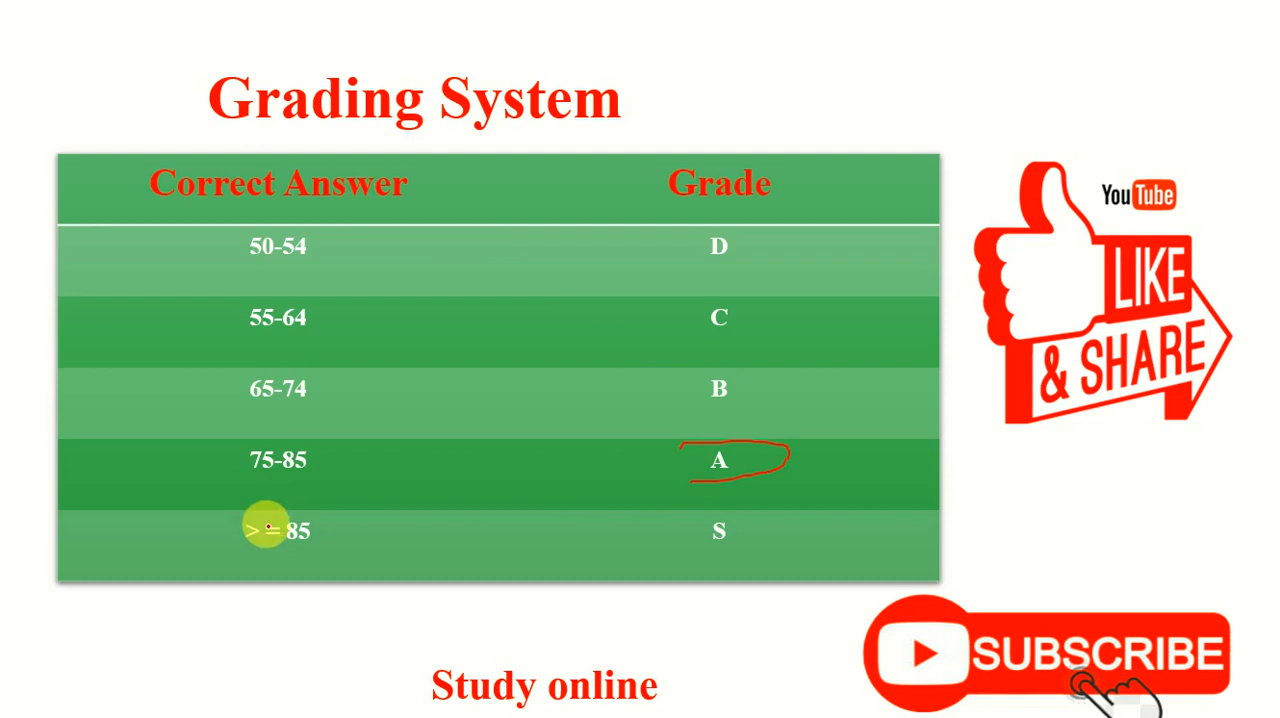 Grading System
Correct Answer Grade
50-54 D
55-64 C
65-74 B
75-85 A
> = 85 S
YouTube
LIKE
& SHARE
SUBSCRIBE
Study online